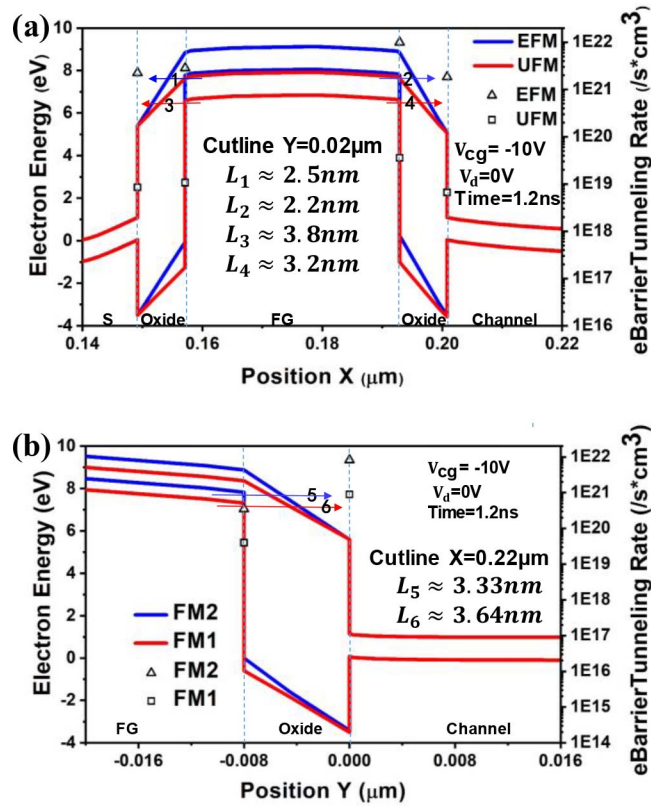 (a)
Electron Energy (eV)
10
8
6
4
2
0
-2
-4
EFM
UFM
EFM
UFM
1
2
3
4
Cutline Y=0.02μm
L1 ≈ 2.5nm
L2 ≈ 2.2nm
L3 ≈ 3.8nm
L4 ≈ 3.2nm
Vcg= -10V
Vd=0V
Time=1.2ns
S Oxide FG Oxide Channel
0.14 0.16 0.18 0.20 0.22
Position X (μm)
1E22
1E21
1E20
1E19
1E18
1E17
1E16
eBarrierTunneling Rate (/s*cm3)
(b)
Electron Energy (eV)
10
8
6
4
2
0
-2
-4
5
6
Vcg= -10V
Vd=0V
Time=1.2ns
Cutline X=0.22μm
L5 ≈ 3.33nm
L6 ≈ 3.64nm
FM2
FM1
FM2
FM1
FG Oxide Channel
-0.016 -0.008 0.000 0.008 0.016
Position Y (μm)
1E22
1E21
1E20
1E19
1E18
1E17
1E16
1E15
1E14
eBarrierTunneling Rate (/s*cm3)